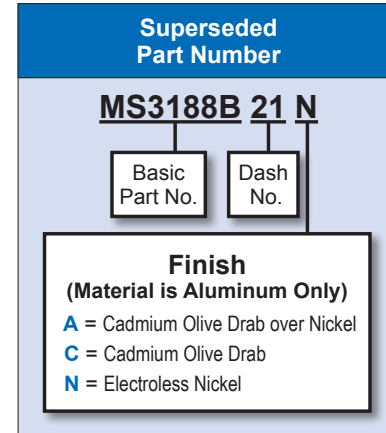 Superseded
Part Number
MS3188B 21 N
Basic
Part No.
Dash
No.
Finish
(Material is Aluminum Only)
A = Cadmium Olive Drab over Nickel
C = Cadmium Olive Drab
N = Electroless Nickel